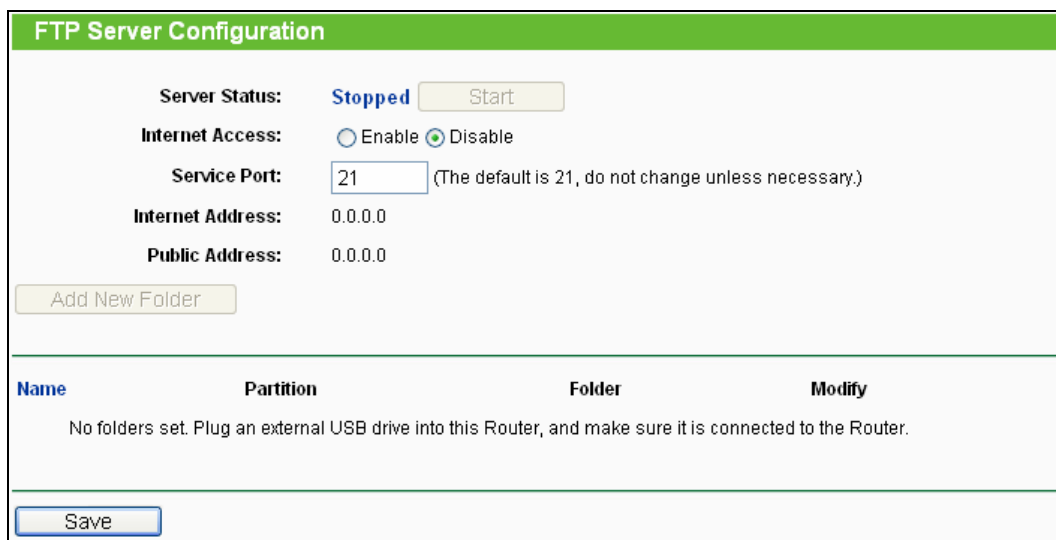 FTP Server Configuration
Server Status: Stopped Start
Internet Access: Enable Disable
Service Port: 21 (The default is 21, do not change unless necessary.)
Internet Address: 0.0.0.0
Public Address: 0.0.0.0
Add New Folder
Name Partition Folder Modify
No folders set. Plug an external USB drive into this Router, and make sure it is connected to the Router.
Save